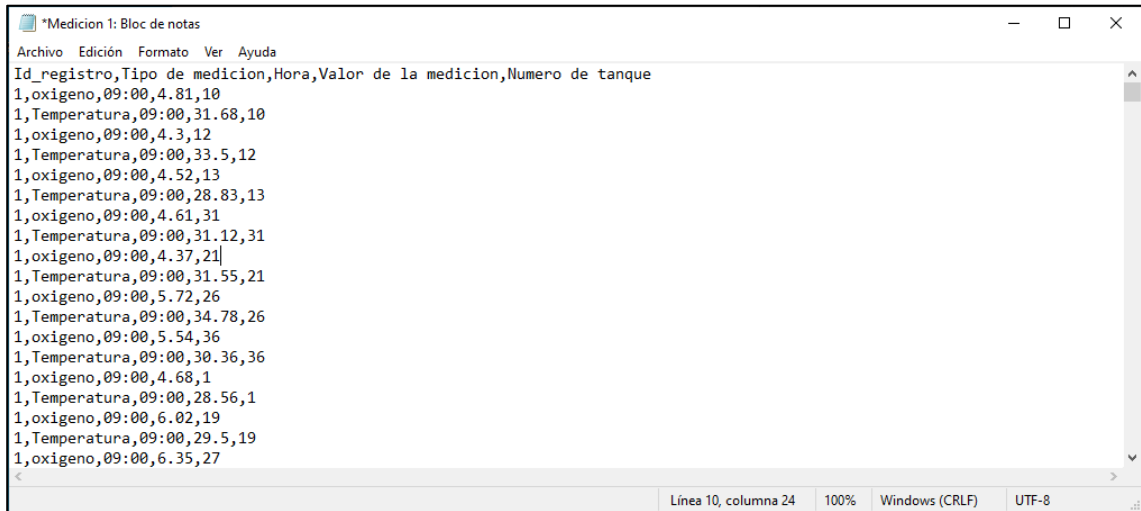 *Medicion 1: Bloc de notas
Archivo Edición Formato Ver Ayuda
Id_registro,Tipo de medicion,Hora,Valor de la medicion,Numero de tanque
1,oxigeno,09:00,4.81,10
1,Temperatura,09:00,31.68,10
1,oxigeno,09:00,4.3,12
1,Temperatura,09:00,33.5,12
1,oxigeno,09:00,4.52,13
1,Temperatura,09:00,28.83,13
1,oxigeno,09:00,4.61,31
1,Temperatura,09:00,31.12,31
1,oxigeno,09:00,4.37,21
1,Temperatura,09:00,31.55,21
1,oxigeno,09:00,5.72,26
1,Temperatura,09:00,34.78,26
1,oxigeno,09:00,5.54,36
1,Temperatura,09:00,30.36,36
1,oxigeno,09:00,4.68,1
1,Temperatura,09:00,28.56,1
1,oxigeno,09:00,6.02,19
1,Temperatura,09:00,29.5,19
1,oxigeno,09:00,6.35,27
Línea 10, columna 24 100% Windows (CRLF) UTF-8